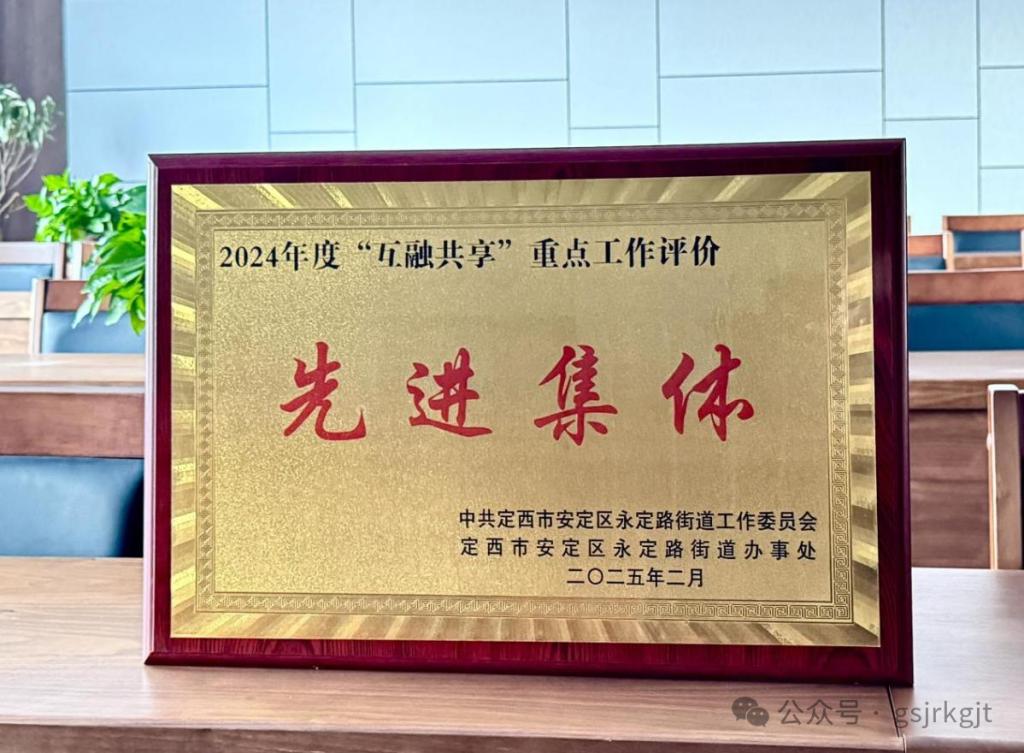 2024年度“互融共享”重点工作评价
先进集体
中共定西市安定区永定路街道工作委员会
定西市安定区永定路街道办事处
二〇二五年二月
公众号 · gsjrkgjt